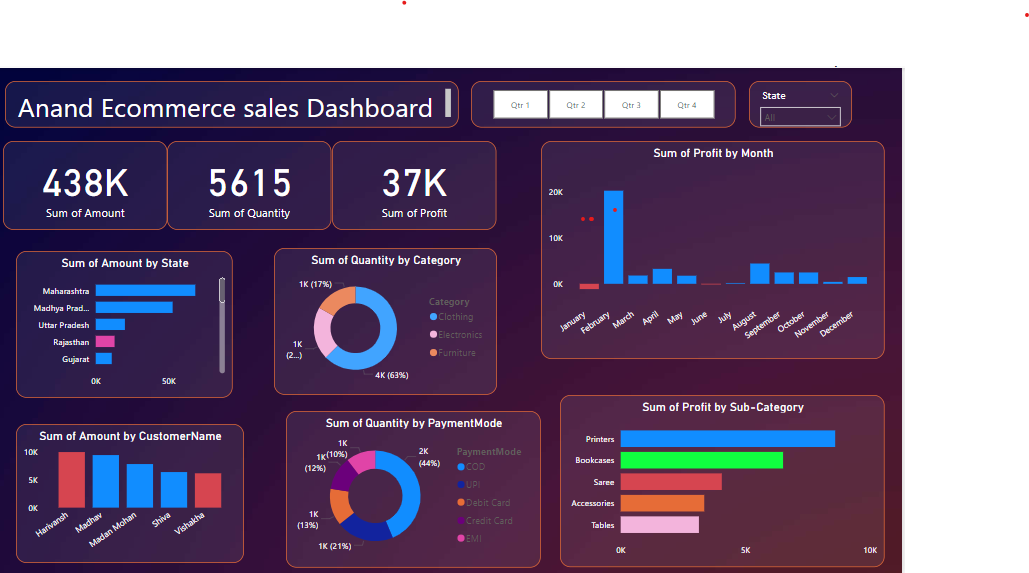 Anand Ecommerce sales Dashboard
Qtr 1
Qtr 2
Qtr 3
Qtr 4
State
All
438K
Sum of Amount
5615
Sum of Quantity
37K
Sum of Profit
Sum of Profit by Month
20K
10K
0K
January
February
March
April
May
June
July
August
September
October
November
December
Sum of Amount by State
Maharashtra
Madhya Prad...
Uttar Pradesh
Rajasthan
Gujarat
0K
50K
Sum of Quantity by Category
1K (17%)
1K
(2...)
4K (63%)
Category
Clothing
Electronics
Furniture
Sum of Amount by CustomerName
10K
5K
0K
Harivansh
Madhav
Madan Mohan
Shiva
Vishakha
Sum of Quantity by PaymentMode
1K
(10%)
1K
(12%)
1K
(13%)
1K (21%)
2K
(44%)
PaymentMode
COD
UPI
Debit Card
Credit Card
EMI
Sum of Profit by Sub-Category
Printers
Bookcases
Saree
Accessories
Tables
0K
5K
10K